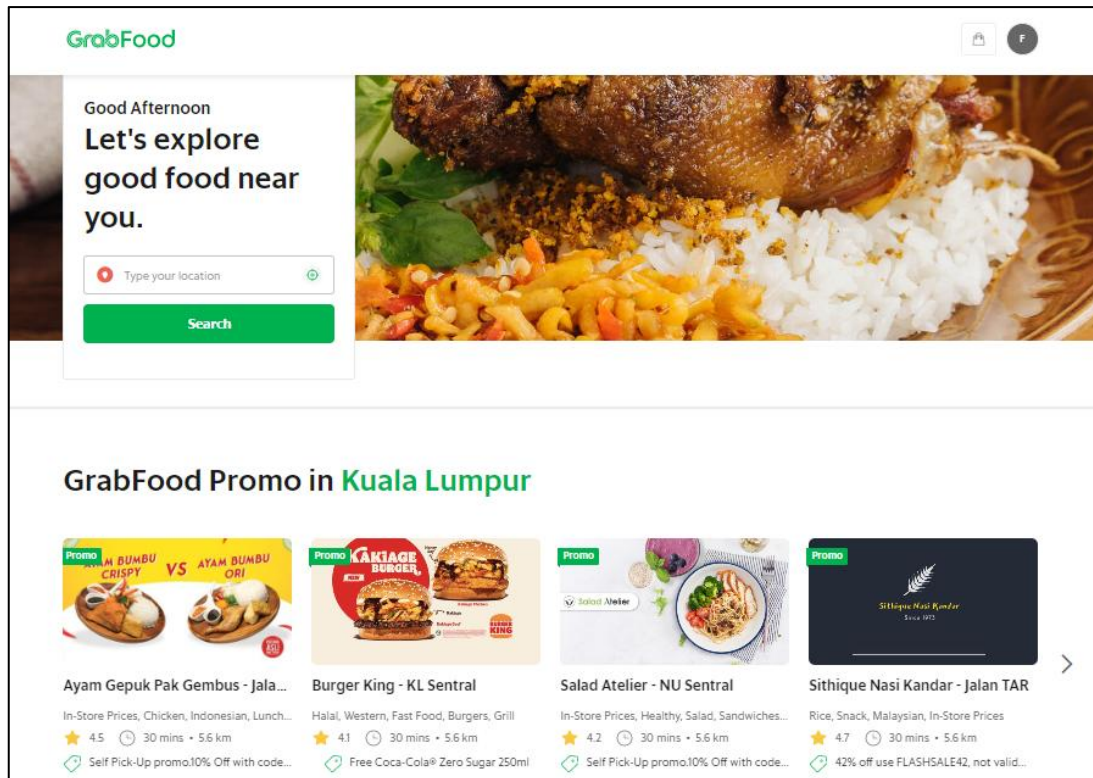 GrabFood
F
Good Afternoon
Let's explore
good food near
you.
Type your location
Search
GrabFood Promo in Kuala Lumpur
Promo
AYAM BUMBU
CRISPY
VS
AYAM BUMBU
ORI
Promo
KAKIAGE
BURGER
NEW
BURGER
KING
Promo
Salad Atelier
Promo
Sithique Nasi Kandar
Since 1973
Ayam Gepuk Pak Gembus - Jala...
Burger King - KL Sentral
Salad Atelier - NU Sentral
Sithique Nasi Kandar - Jalan TAR
In-Store Prices, Chicken, Indonesian, Lunch...
Halal, Western, Fast Food, Burgers, Grill
In-Store Prices, Healthy, Salad, Sandwiches...
Rice, Snack, Malaysian, In-Store Prices
4.5 30 mins • 5.6 km
4.1 30 mins • 5.6 km
4.2 30 mins • 5.6 km
4.7 30 mins • 5.6 km
Self Pick-Up promo.10% Off with code...
Free Coca-Cola® Zero Sugar 250ml
Self Pick-Up promo.10% Off with code...
42% off use FLASHSALE42, not valid...